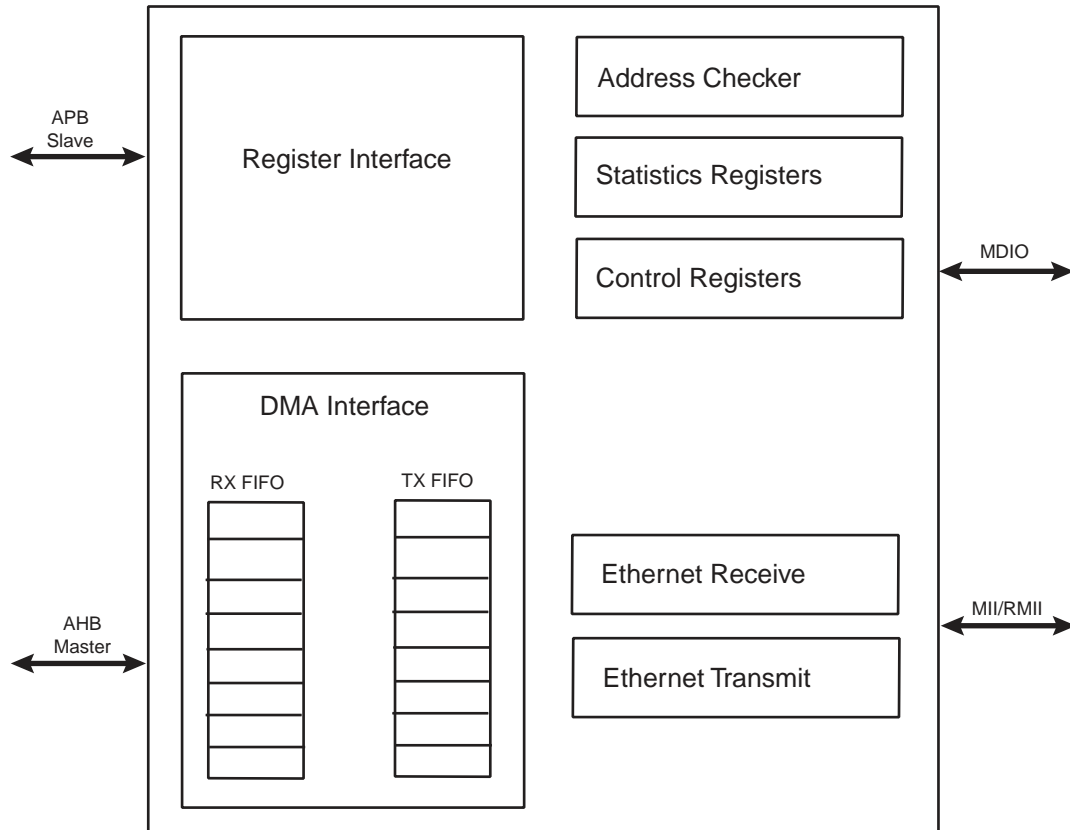 APB
Slave
Register Interface
Address Checker
Statistics Registers
Control Registers
MDIO
DMA Interface
RX FIFO
TX FIFO
AHB
Master
Ethernet Receive
Ethernet Transmit
MII/RMII